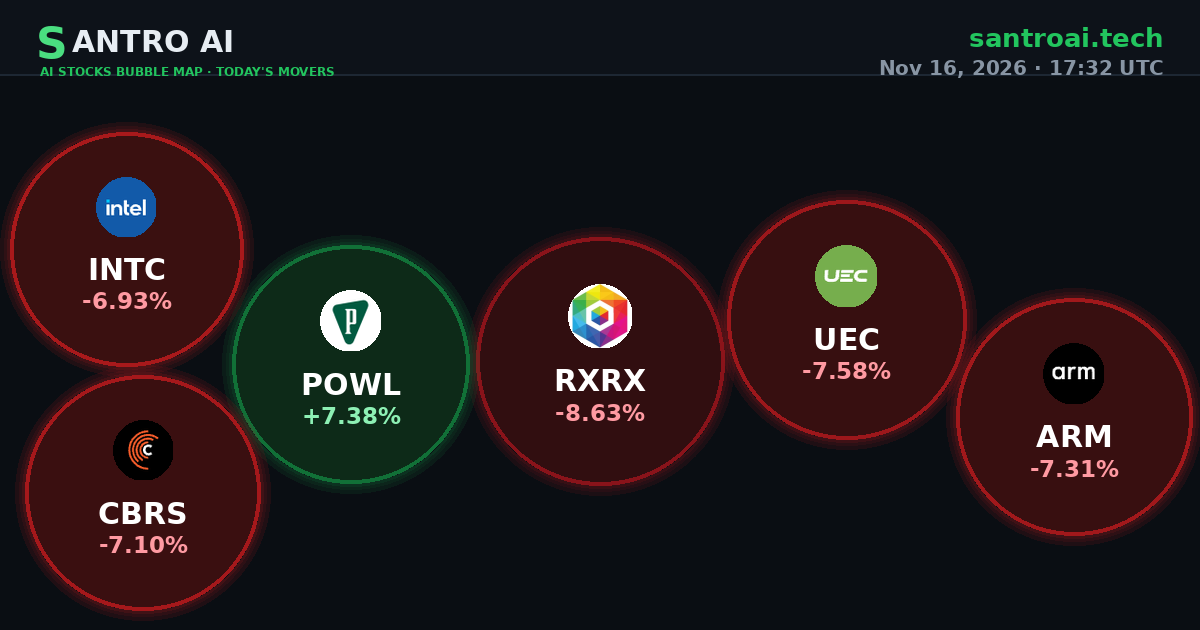 SANTRO AI
AI STOCKS BUBBLE MAP · TODAY'S MOVERS
santroai.tech
Nov 16, 2026 · 17:32 UTC
intel
INTC
-6.93%
P
POWL
+7.38%
RXRX
-8.63%
UEC
UEC
-7.58%
arm
ARM
-7.31%
C
CBRS
-7.10%